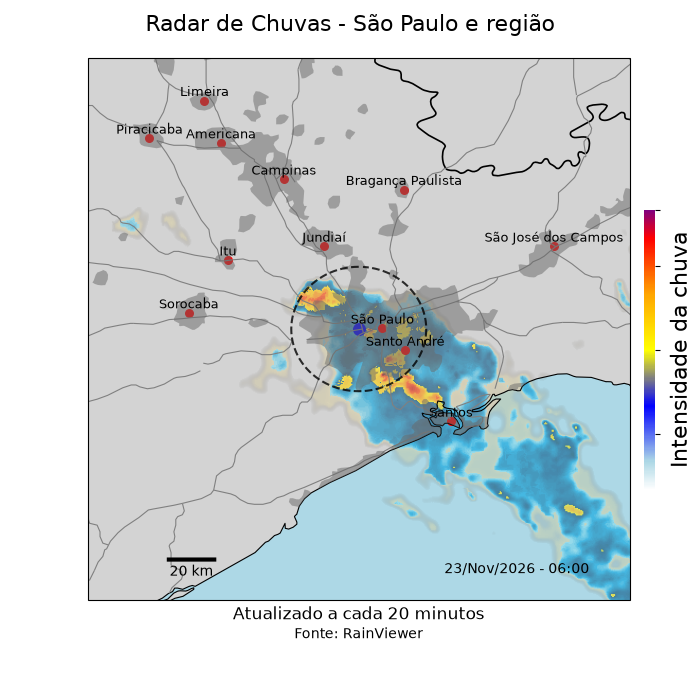 Radar de Chuvas - São Paulo e região
Limeira
Piracicaba
Americana
Campinas
Bragança Paulista
Itu
Jundiaí
São José dos Campos
Sorocaba
São Paulo
Santo André
Santos
Intensidade da chuva
20 km
23/Nov/2026 - 06:00
Atualizado a cada 20 minutos
Fonte: RainViewer